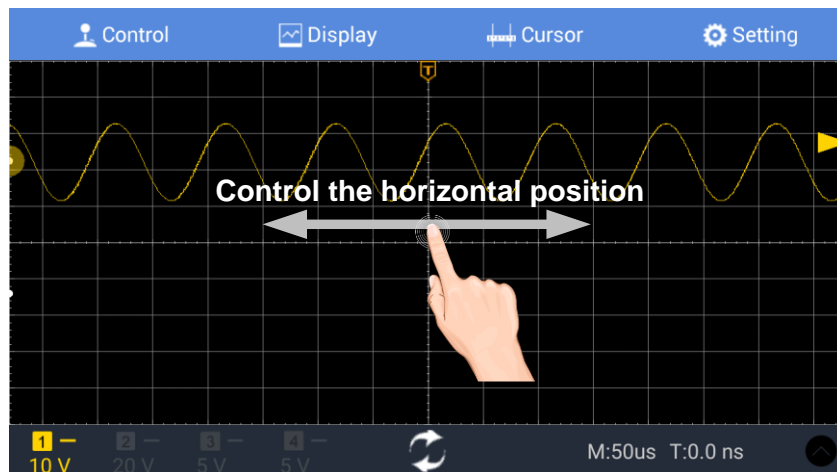 Control Display Cursor Setting
T
Control the horizontal position
1 2 3 4
10 V 20 V 5 V 5 V
M:50us T:0.0 ns